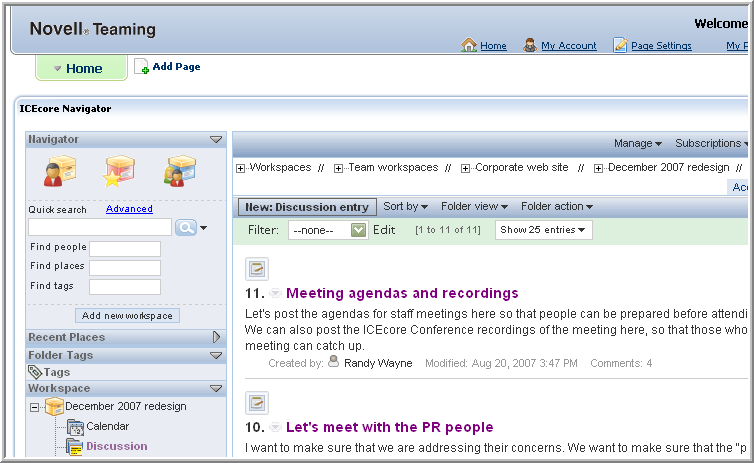 Novell® Teaming
Welcome
Home My Account Page Settings My P
Home Add Page
ICEcore Navigator
Navigator
Quick search Advanced
Find people
Find places
Find tags
Add new workspace
Recent Places
Folder Tags
Tags
Workspace
December 2007 redesign
Calendar
Discussion
Manage Subscriptions
Workspaces // Team workspaces // Corporate web site // December 2007 redesign //
Acc
New: Discussion entry Sort by Folder view Folder action
Filter: --none-- Edit [1 to 11 of 11] Show 25 entries
11. Meeting agendas and recordings
Let's post the agendas for staff meetings here so that people can be prepared before attendi
We can also post the ICEcore Conference recordings of the meeting here, so that those who
meeting can catch up.
Created by: Randy Wayne Modified: Aug 20, 2007 3:47 PM Comments: 4
10. Let's meet with the PR people
I want to make sure that we are addressing their concerns. We want to make sure that the "p